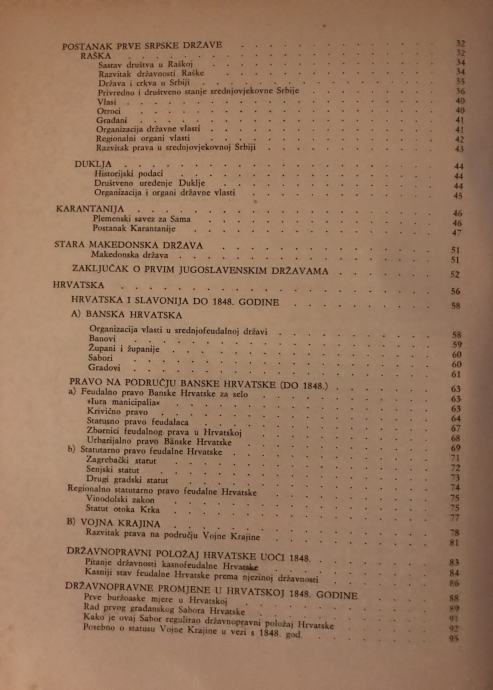 POSTANAK PRVE SRPSKE DRŽAVE . . . 32
RAŠKA . . . 32
Sastav društva u Raškoj . . . 34
Razvitak državnosti Raške . . . 34
Država i crkva u Srbiji . . . 35
Privredno i društveno stanje srednjovjekovne Srbije . . . 36
Vlasi . . . 40
Otroci . . . 40
Građani . . . 41
Organizacija državne vlasti . . . 41
Regionalni organi vlasti . . . 42
Razvitak prava u srednjovjekovnoj Srbiji . . . 43
DUKLJA . . . 44
Historijski podaci . . . 44
Društveno uređenje Duklje . . . 44
Organizacija i organi državne vlasti . . . 45
KARANTANIJA . . . 46
Plemenski savez za Sama . . . 46
Postanak Karantanije . . . 47
STARA MAKEDONSKA DRŽAVA . . . 51
Makedonska država . . . 51
ZAKLJUČAK O PRVIM JUGOSLAVENSKIM DRŽAVAMA . . . 52
HRVATSKA . . . 56
HRVATSKA I SLAVONIJA DO 1848. GODINE . . . 58
A) BANSKA HRVATSKA
Organizacija vlasti u srednjofeudalnoj državi . . . 58
Banovi . . . 59
Župani i županije . . . 60
Sabori . . . 60
Gradovi . . . 61
PRAVO NA PODRUČJU BANSKE HRVATSKE (DO 1848.) . . . 63
a) Feudalno pravo Banske Hrvatske za selo . . . 63
»Iura manicipalia« . . . 63
Krivično pravo . . . 64
Statusno pravo feudalaca . . . 67
Zbornici feudalnog prava u Hrvatskoj . . . 68
Urbarijalno pravo Banske Hrvatske . . . 69
b) Statutarno pravo feudalne Hrvatske . . . 71
Zagrebački statut . . . 72
Senjski statut . . . 73
Drugi gradski statut . . . 74
Regionalno statutarno pravo feudalne Hrvatske . . . 75
Vinodolski zakon . . . 75
Statut otoka Krka . . . 77
B) VOJNA KRAJINA . . . 78
Razvitak prava na području Vojne Krajine . . . 81
DRŽAVNOPRAVNI POLOŽAJ HRVATSKE UOČI 1848. . . . 83
Pitanje državnosti kasnofeudalne Hrvatske . . . 84
Kasniji stav feudalne Hrvatske prema njezinoj državnosti . . . 86
DRŽAVNOPRAVNE PROMJENE U HRVATSKOJ 1848. GODINE . . . 88
Prve buržoaske mjere u Hrvatskoj . . . 89
Rad prvog građanskog Sabora Hrvatske . . . 91
Kako je ovaj Sabor regulirao državnopravni položaj Hrvatske . . . 92
Posebno o statusu Vojne Krajine u vezi s 1848. god. . . . 95